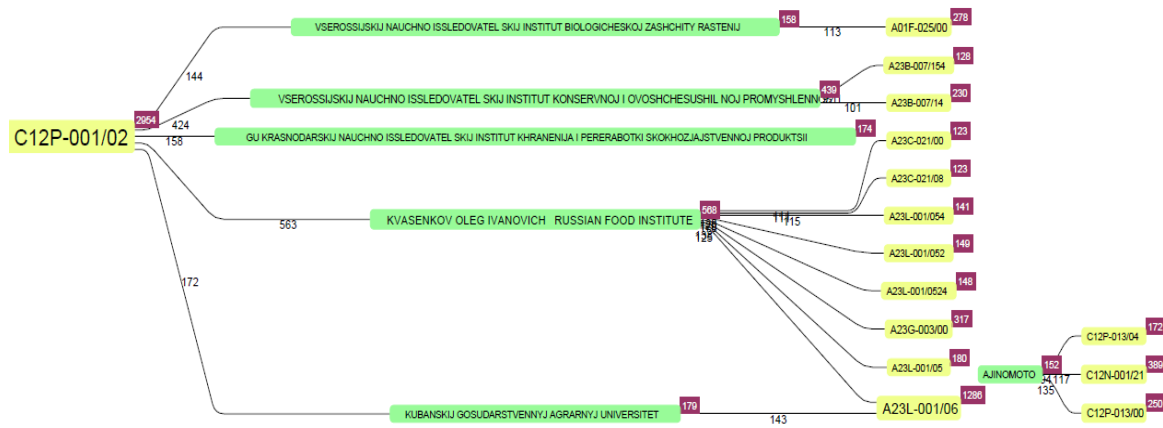 VSEROSSIJSKIJ NAUCHNO ISSLEDOVATEL SKIJ INSTITUT BIOLOGICHESKOJ ZASHCHITY RASTENIJ
158
113
A01F-025/00
278
144
A23B-007/154
128
VSEROSSIJSKIJ NAUCHNO ISSLEDOVATEL SKIJ INSTITUT KONSERVNOJ I OVOSHCHESUSHIL NOJ
439
101
A23B-007/14
230
C12P-001/02
2954
424
158
GU KRASNODARSKIJ NAUCHNO ISSLEDOVATEL SKIJ INSTITUT KHRANENIJA I PERERABOTKI SKOKHOZJAJSTVENNOJ PRODUKTSII
174
A23C-021/00
123
A23C-021/08
123
563
KVASENKOV OLEG IVANOVICH RUSSIAN FOOD INSTITUTE
568
115
A23L-001/054
141
A23L-001/052
149
172
A23L-001/0524
148
A23G-003/00
317
A23L-001/05
180
KUBANSKIJ GOSUDARSTVENNYJ AGRARNYJ UNIVERSITET
179
143
A23L-001/06
1286
AJINOMOTO
152
117
135
C12P-013/04
172
C12N-001/21
389
C12P-013/00
250